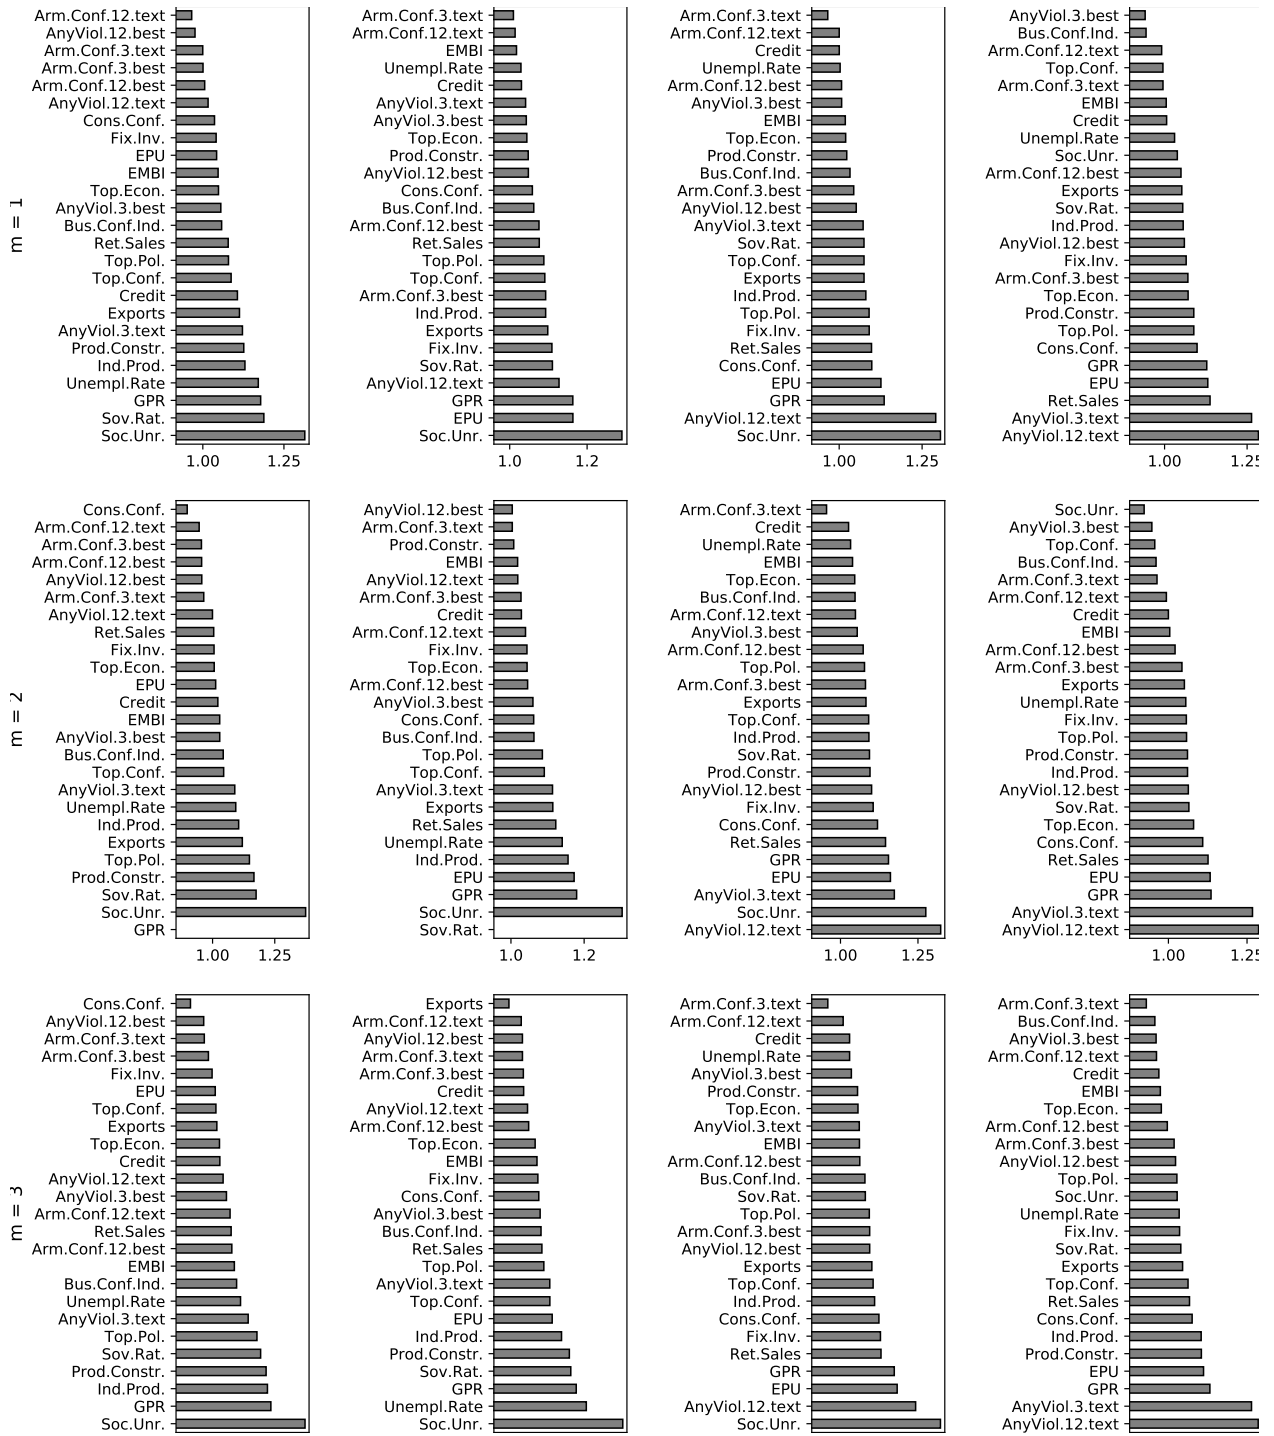 m = 1
Arm.Conf.12.text
AnyViol.12.best
Arm.Conf.3.text
Arm.Conf.3.best
Arm.Conf.12.best
AnyViol.12.text
Cons.Conf.
Fix.Inv.
EPU
EMBI
Top.Econ.
AnyViol.3.best
Bus.Conf.Ind.
Ret.Sales
Top.Pol.
Top.Conf.
Credit
Exports
AnyViol.3.text
Prod.Constr.
Ind.Prod.
Unempl.Rate
GPR
Sov.Rat.
Soc.Unr.
1.00 1.25
Arm.Conf.3.text
Arm.Conf.12.text
EMBI
Unempl.Rate
Credit
AnyViol.3.text
AnyViol.3.best
Top.Econ.
Prod.Constr.
AnyViol.12.best
Cons.Conf.
Bus.Conf.Ind.
Arm.Conf.12.best
Ret.Sales
Top.Pol.
Top.Conf.
Arm.Conf.3.best
Ind.Prod.
Exports
Fix.Inv.
Sov.Rat.
AnyViol.12.text
GPR
EPU
Soc.Unr.
1.0 1.2
Arm.Conf.3.text
Arm.Conf.12.text
Credit
Unempl.Rate
Arm.Conf.12.best
AnyViol.3.best
EMBI
Top.Econ.
Prod.Constr.
Bus.Conf.Ind.
Arm.Conf.3.best
AnyViol.12.best
AnyViol.3.text
Sov.Rat.
Top.Conf.
Exports
Ind.Prod.
Top.Pol.
Fix.Inv.
Ret.Sales
Cons.Conf.
EPU
GPR
AnyViol.12.text
Soc.Unr.
1.00 1.25
AnyViol.3.best
Bus.Conf.Ind.
Arm.Conf.12.text
Top.Conf.
Arm.Conf.3.text
EMBI
Credit
Unempl.Rate
Soc.Unr.
Arm.Conf.12.best
Exports
Sov.Rat.
Ind.Prod.
AnyViol.12.best
Fix.Inv.
Arm.Conf.3.best
Top.Econ.
Prod.Constr.
Top.Pol.
Cons.Conf.
GPR
EPU
Ret.Sales
AnyViol.3.text
AnyViol.12.text
1.00 1.25
m = 2
Cons.Conf.
Arm.Conf.12.text
Arm.Conf.3.best
Arm.Conf.12.best
AnyViol.12.best
Arm.Conf.3.text
AnyViol.12.text
Ret.Sales
Fix.Inv.
Top.Econ.
EPU
Credit
EMBI
AnyViol.3.best
Bus.Conf.Ind.
Top.Conf.
AnyViol.3.text
Unempl.Rate
Ind.Prod.
Exports
Top.Pol.
Prod.Constr.
Sov.Rat.
Soc.Unr.
GPR
1.00 1.25
AnyViol.12.best
Arm.Conf.3.text
Prod.Constr.
EMBI
AnyViol.12.text
Arm.Conf.3.best
Credit
Arm.Conf.12.text
Fix.Inv.
Top.Econ.
Arm.Conf.12.best
AnyViol.3.best
Cons.Conf.
Bus.Conf.Ind.
Top.Pol.
Top.Conf.
AnyViol.3.text
Exports
Ret.Sales
Unempl.Rate
Ind.Prod.
EPU
GPR
Soc.Unr.
Sov.Rat.
1.0 1.2
Arm.Conf.3.text
Credit
Unempl.Rate
EMBI
Top.Econ.
Bus.Conf.Ind.
Arm.Conf.12.text
AnyViol.3.best
Arm.Conf.12.best
Top.Pol.
Arm.Conf.3.best
Exports
Top.Conf.
Ind.Prod.
Sov.Rat.
Prod.Constr.
AnyViol.12.best
Fix.Inv.
Cons.Conf.
Ret.Sales
GPR
EPU
AnyViol.3.text
Soc.Unr.
AnyViol.12.text
1.00 1.25
Soc.Unr.
AnyViol.3.best
Top.Conf.
Bus.Conf.Ind.
Arm.Conf.3.text
Arm.Conf.12.text
Credit
EMBI
Arm.Conf.12.best
Arm.Conf.3.best
Exports
Unempl.Rate
Fix.Inv.
Top.Pol.
Prod.Constr.
Ind.Prod.
AnyViol.12.best
Sov.Rat.
Top.Econ.
Cons.Conf.
Ret.Sales
EPU
GPR
AnyViol.3.text
AnyViol.12.text
1.00 1.25
m = 3
Cons.Conf.
AnyViol.12.best
Arm.Conf.3.text
Arm.Conf.3.best
Fix.Inv.
EPU
Top.Conf.
Exports
Top.Econ.
Credit
AnyViol.12.text
AnyViol.3.best
Arm.Conf.12.text
Ret.Sales
Arm.Conf.12.best
EMBI
Bus.Conf.Ind.
Unempl.Rate
AnyViol.3.text
Top.Pol.
Sov.Rat.
Prod.Constr.
Ind.Prod.
GPR
Soc.Unr.
Exports
Arm.Conf.12.text
AnyViol.12.best
Arm.Conf.3.text
Arm.Conf.3.best
Credit
AnyViol.12.text
Arm.Conf.12.best
Top.Econ.
EMBI
Fix.Inv.
Cons.Conf.
AnyViol.3.best
Bus.Conf.Ind.
Ret.Sales
Top.Pol.
AnyViol.3.text
Top.Conf.
EPU
Ind.Prod.
Prod.Constr.
Sov.Rat.
GPR
Unempl.Rate
Soc.Unr.
Arm.Conf.3.text
Arm.Conf.12.text
Credit
Unempl.Rate
AnyViol.3.best
Prod.Constr.
Top.Econ.
AnyViol.3.text
EMBI
Arm.Conf.12.best
Bus.Conf.Ind.
Sov.Rat.
Top.Pol.
Arm.Conf.3.best
AnyViol.12.best
Exports
Top.Conf.
Ind.Prod.
Cons.Conf.
Fix.Inv.
Ret.Sales
GPR
EPU
AnyViol.12.text
Soc.Unr.
Arm.Conf.3.text
Bus.Conf.Ind.
AnyViol.3.best
Arm.Conf.12.text
Credit
EMBI
Top.Econ.
Arm.Conf.12.best
Arm.Conf.3.best
AnyViol.12.best
Top.Pol.
Soc.Unr.
Unempl.Rate
Fix.Inv.
Sov.Rat.
Exports
Top.Conf.
Ret.Sales
Cons.Conf.
Ind.Prod.
Prod.Constr.
EPU
GPR
AnyViol.3.text
AnyViol.12.text